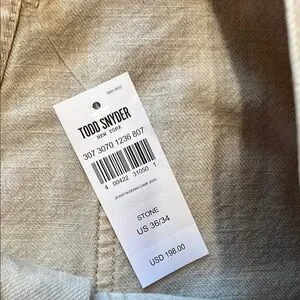 TODD SNYDER
NEW YORK
307 3070 1236 807
4 00422 31050 1
STONE
US 36/34
USD 198.00